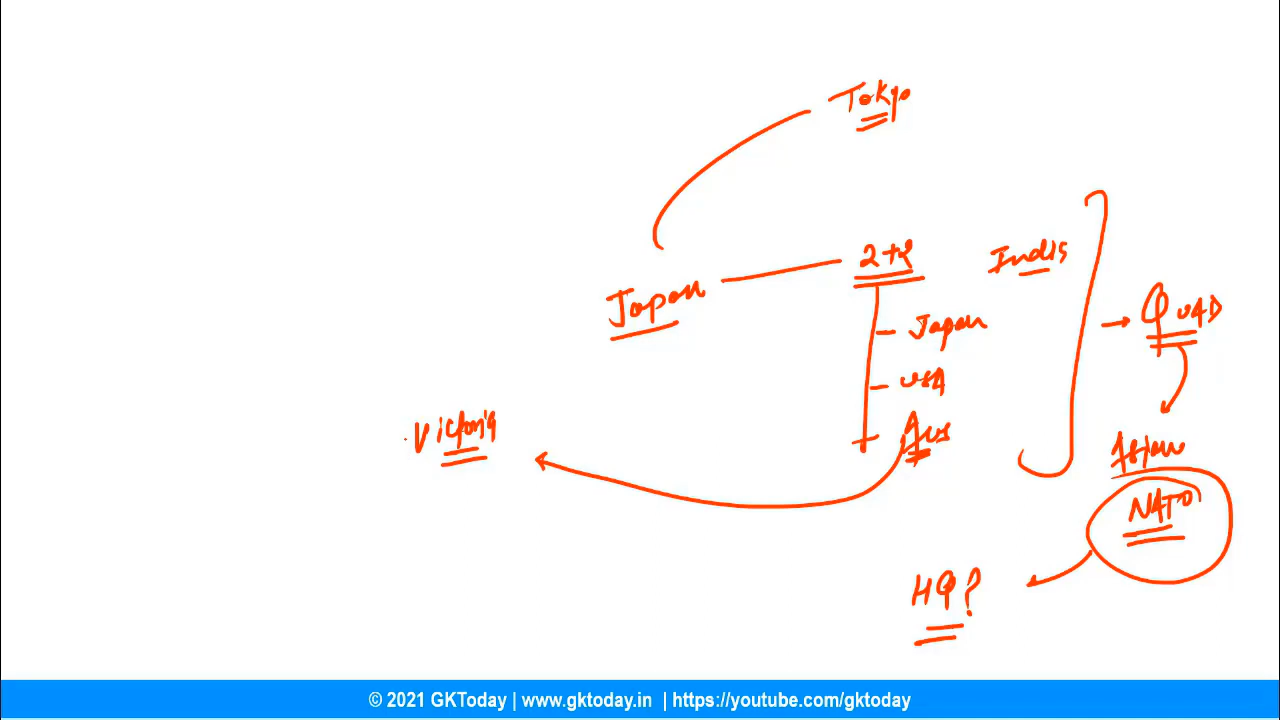 Tokyo
2+2
India
Japan
Japan
QUAD
USA
Victoria
Aus
Asian
NATO
HQ?
© 2021 GKToday | www.gktoday.in | https://youtube.com/gktoday